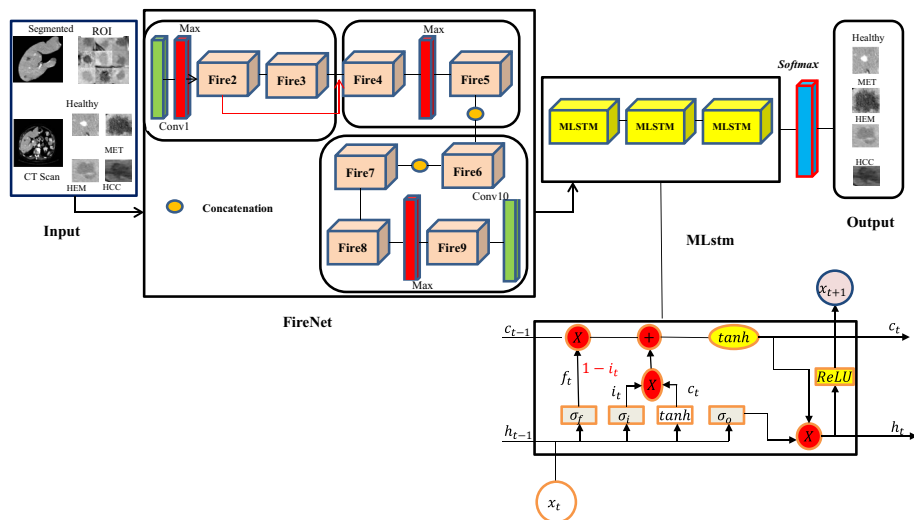 Segmented
ROI
Healthy
MET
CT Scan
HEM
HCC
Input
Max
Conv1
Fire2
Fire3
Fire4
Max
Fire5
Fire7
Fire6
Conv10
Concatenation
Fire8
Fire9
Max
FireNet
MLSTM
MLSTM
MLSTM
Softmax
MLstm
Healthy
MET
HEM
HCC
Output
x_{t+1}
c_{t-1}
X
+
tanh
c_t
f_t
1 − i_t
i_t
X
c_t
ReLU
σ_f
σ_i
tanh
σ_o
h_{t-1}
X
h_t
x_t